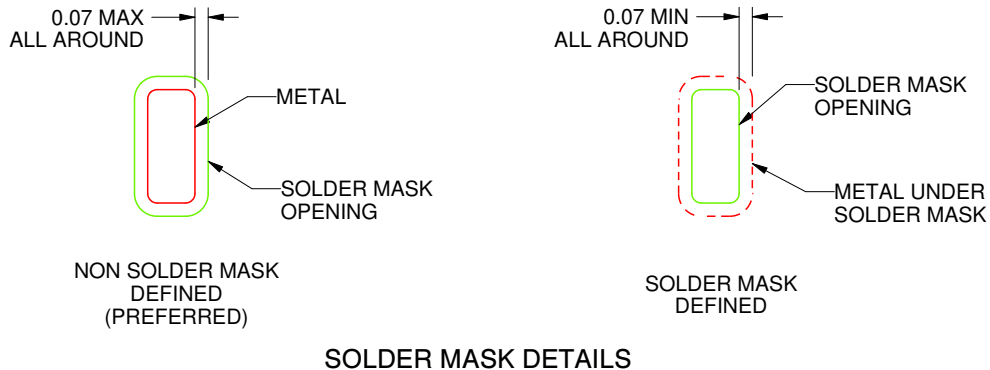 0.07 MAX
ALL AROUND
METAL
SOLDER MASK
OPENING
NON SOLDER MASK
DEFINED
(PREFERRED)
0.07 MIN
ALL AROUND
SOLDER MASK
OPENING
METAL UNDER
SOLDER MASK
SOLDER MASK
DEFINED
SOLDER MASK DETAILS